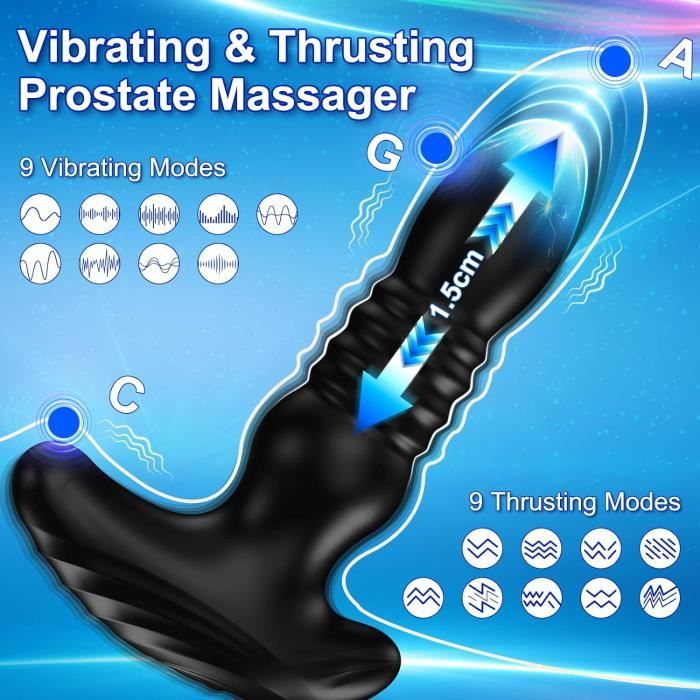 Vibrating & Thrusting
Prostate Massager
A
G
9 Vibrating Modes
1.5cm
C
9 Thrusting Modes